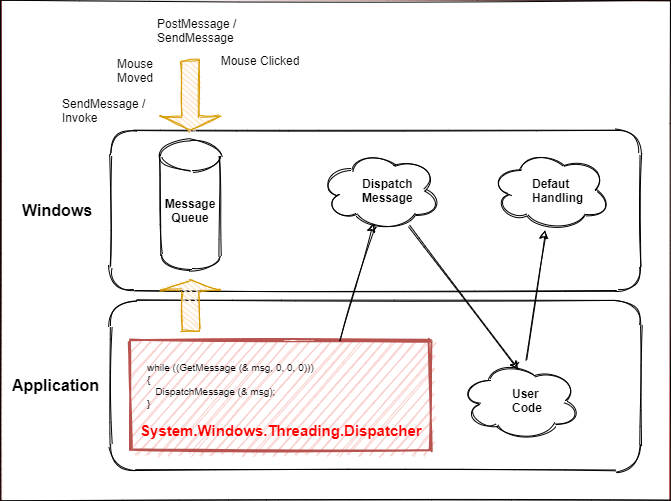 PostMessage /
SendMessage
Mouse
Moved
Mouse Clicked
SendMessage /
Invoke
Windows
Message
Queue
Dispatch
Message
Defaut
Handling
Application
while ((GetMessage (& msg, 0, 0, 0)))
{
DispatchMessage (& msg);
}
System.Windows.Threading.Dispatcher
User
Code